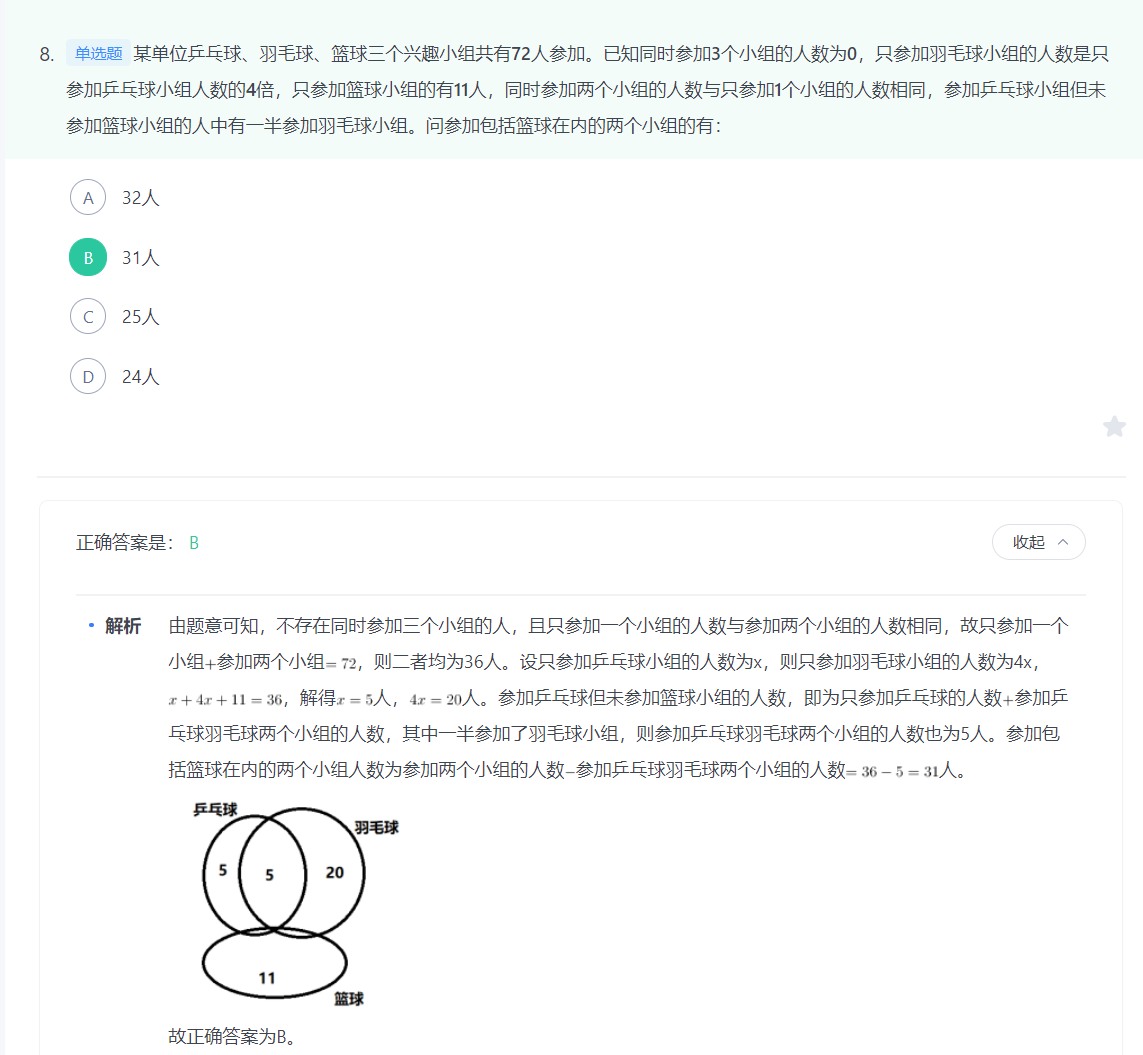 8. 单选题 某单位乒乓球、羽毛球、篮球三个兴趣小组共有72人参加。已知同时参加3个小组的人数为0，只参加羽毛球小组的人数是只
参加乒乓球小组人数的4倍，只参加篮球小组的有11人，同时参加两个小组的人数与只参加1个小组的人数相同，参加乒乓球小组但未
参加篮球小组的人中有一半参加羽毛球小组。问参加包括篮球在内的两个小组的有：
A 32人
B 31人
C 25人
D 24人
正确答案是： B
收起
解析 由题意可知，不存在同时参加三个小组的人，且只参加一个小组的人数与参加两个小组的人数相同，故只参加一个
小组+参加两个小组= 72，则二者均为36人。设只参加乒乓球小组的人数为x，则只参加羽毛球小组的人数为4x，
x + 4x + 11 = 36，解得x = 5人，4x = 20人。参加乒乓球但未参加篮球小组的人数，即为只参加乒乓球的人数+参加乒
乓球羽毛球两个小组的人数，其中一半参加了羽毛球小组，则参加乒乓球羽毛球两个小组的人数也为5人。参加包
括篮球在内的两个小组人数为参加两个小组的人数−参加乒乓球羽毛球两个小组的人数= 36 − 5 = 31人。
乒乓球
羽毛球
5 5 20
11
篮球
故正确答案为B。